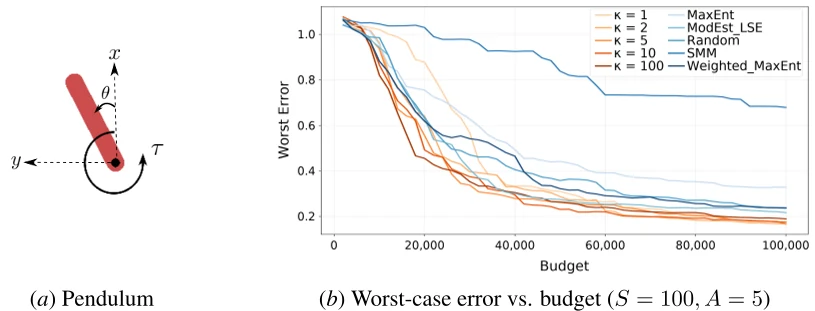 x
θ
y
τ
(a) Pendulum
Worst Error
1.0
0.8
0.6
0.4
0.2
0
20,000
40,000
60,000
80,000
100,000
Budget
κ = 1
κ = 2
κ = 5
κ = 10
κ = 100
MaxEnt
ModEst_LSE
Random
SMM
Weighted_MaxEnt
(b) Worst-case error vs. budget (S = 100, A = 5)